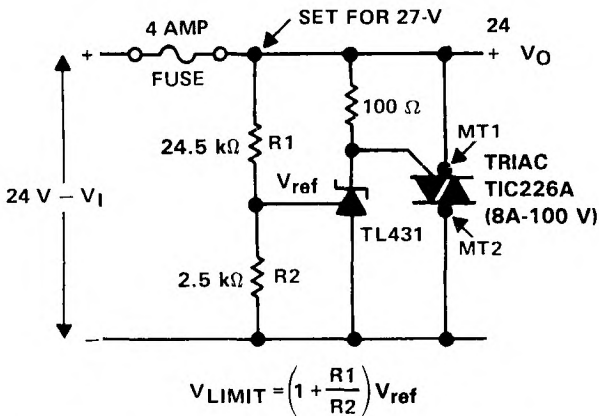 4 AMP
FUSE
SET FOR 27-V
24
+ VO
+
100 Ω
24.5 kΩ R1
MT1
TRIAC
TIC226A
(8A-100 V)
Vref
24 V – VI
TL431
MT2
2.5 kΩ R2
–
VLIMIT = (1 + R1/R2) Vref